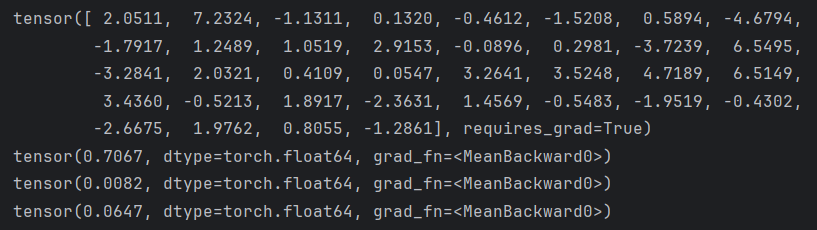 tensor([ 2.0511,  7.2324, -1.1311,  0.1320, -0.4612, -1.5208,  0.5894, -4.6794,
        -1.7917,  1.2489,  1.0519,  2.9153, -0.0896,  0.2981, -3.7239,  6.5495,
        -3.2841,  2.0321,  0.4109,  0.0547,  3.2641,  3.5248,  4.7189,  6.5149,
         3.4360, -0.5213,  1.8917, -2.3631,  1.4569, -0.5483, -1.9519, -0.4302,
        -2.6675,  1.9762,  0.8055, -1.2861], requires_grad=True)
tensor(0.7067, dtype=torch.float64, grad_fn=<MeanBackward0>)
tensor(0.0082, dtype=torch.float64, grad_fn=<MeanBackward0>)
tensor(0.0647, dtype=torch.float64, grad_fn=<MeanBackward0>)